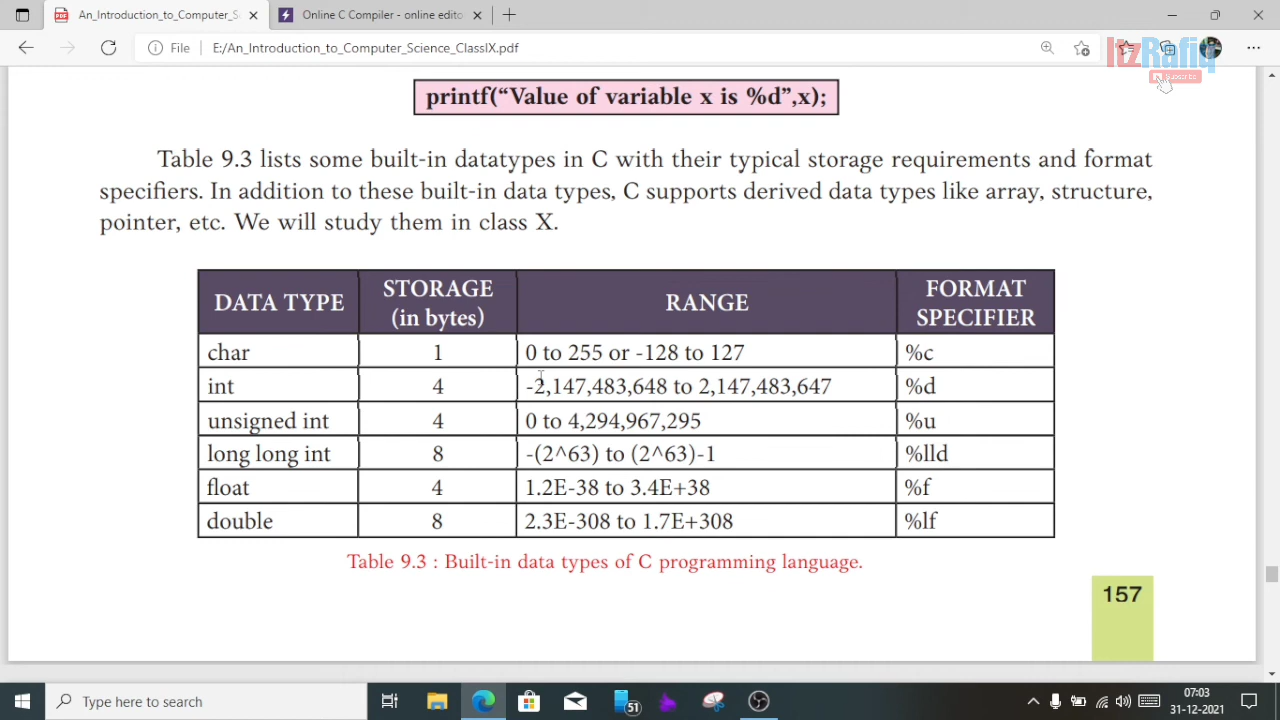 An_Introduction_to_Computer_S
Online C Compiler - online edito
File E:/An_Introduction_to_Computer_Science_ClassIX.pdf
ItzRafiq
Subscribe
printf(“Value of variable x is %d”,x);
Table 9.3 lists some built-in datatypes in C with their typical storage requirements and format
specifiers. In addition to these built-in data types, C supports derived data types like array, structure,
pointer, etc. We will study them in class X.
DATA TYPE STORAGE (in bytes) RANGE FORMAT SPECIFIER
char 1 0 to 255 or -128 to 127 %c
int 4 -2,147,483,648 to 2,147,483,647 %d
unsigned int 4 0 to 4,294,967,295 %u
long long int 8 -(2^63) to (2^63)-1 %lld
float 4 1.2E-38 to 3.4E+38 %f
double 8 2.3E-308 to 1.7E+308 %lf
Table 9.3 : Built-in data types of C programming language.
157
Type here to search
51
07:03
31-12-2021